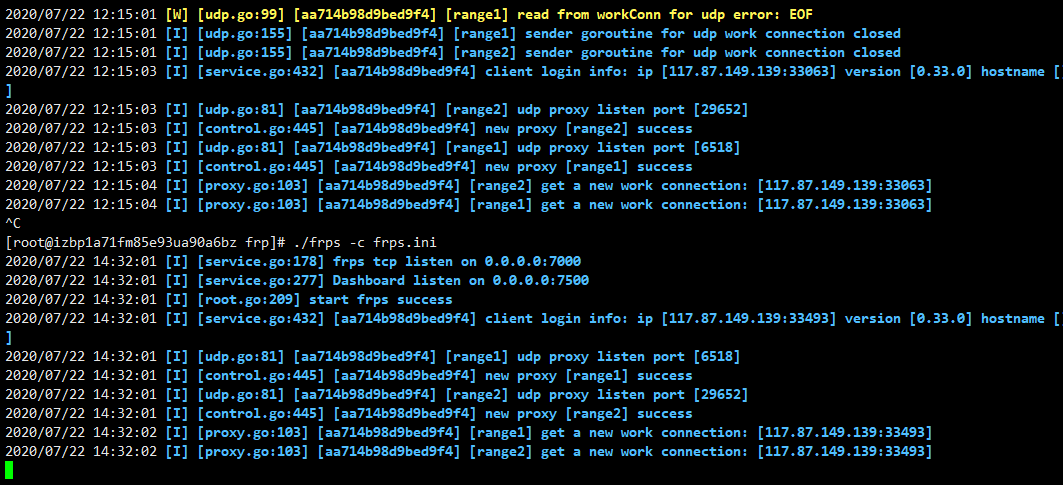 2020/07/22 12:15:01 [W] [udp.go:99] [aa714b98d9bed9f4] [range1] read from workConn for udp error: EOF
2020/07/22 12:15:01 [I] [udp.go:155] [aa714b98d9bed9f4] [range1] sender goroutine for udp work connection closed
2020/07/22 12:15:01 [I] [udp.go:155] [aa714b98d9bed9f4] [range2] sender goroutine for udp work connection closed
2020/07/22 12:15:03 [I] [service.go:432] [aa714b98d9bed9f4] client login info: ip [117.87.149.139:33063] version [0.33.0] hostname [
]
2020/07/22 12:15:03 [I] [udp.go:81] [aa714b98d9bed9f4] [range2] udp proxy listen port [29652]
2020/07/22 12:15:03 [I] [control.go:445] [aa714b98d9bed9f4] new proxy [range2] success
2020/07/22 12:15:03 [I] [udp.go:81] [aa714b98d9bed9f4] [range1] udp proxy listen port [6518]
2020/07/22 12:15:03 [I] [control.go:445] [aa714b98d9bed9f4] new proxy [range1] success
2020/07/22 12:15:04 [I] [proxy.go:103] [aa714b98d9bed9f4] [range2] get a new work connection: [117.87.149.139:33063]
2020/07/22 12:15:04 [I] [proxy.go:103] [aa714b98d9bed9f4] [range1] get a new work connection: [117.87.149.139:33063]
^C
[root@izbp1a71fm85e93ua90a6bz frp]# ./frps -c frps.ini
2020/07/22 14:32:01 [I] [service.go:178] frps tcp listen on 0.0.0.0:7000
2020/07/22 14:32:01 [I] [service.go:277] Dashboard listen on 0.0.0.0:7500
2020/07/22 14:32:01 [I] [root.go:209] start frps success
2020/07/22 14:32:01 [I] [service.go:432] [aa714b98d9bed9f4] client login info: ip [117.87.149.139:33493] version [0.33.0] hostname [
]
2020/07/22 14:32:01 [I] [udp.go:81] [aa714b98d9bed9f4] [range1] udp proxy listen port [6518]
2020/07/22 14:32:01 [I] [control.go:445] [aa714b98d9bed9f4] new proxy [range1] success
2020/07/22 14:32:01 [I] [udp.go:81] [aa714b98d9bed9f4] [range2] udp proxy listen port [29652]
2020/07/22 14:32:01 [I] [control.go:445] [aa714b98d9bed9f4] new proxy [range2] success
2020/07/22 14:32:02 [I] [proxy.go:103] [aa714b98d9bed9f4] [range1] get a new work connection: [117.87.149.139:33493]
2020/07/22 14:32:02 [I] [proxy.go:103] [aa714b98d9bed9f4] [range2] get a new work connection: [117.87.149.139:33493]